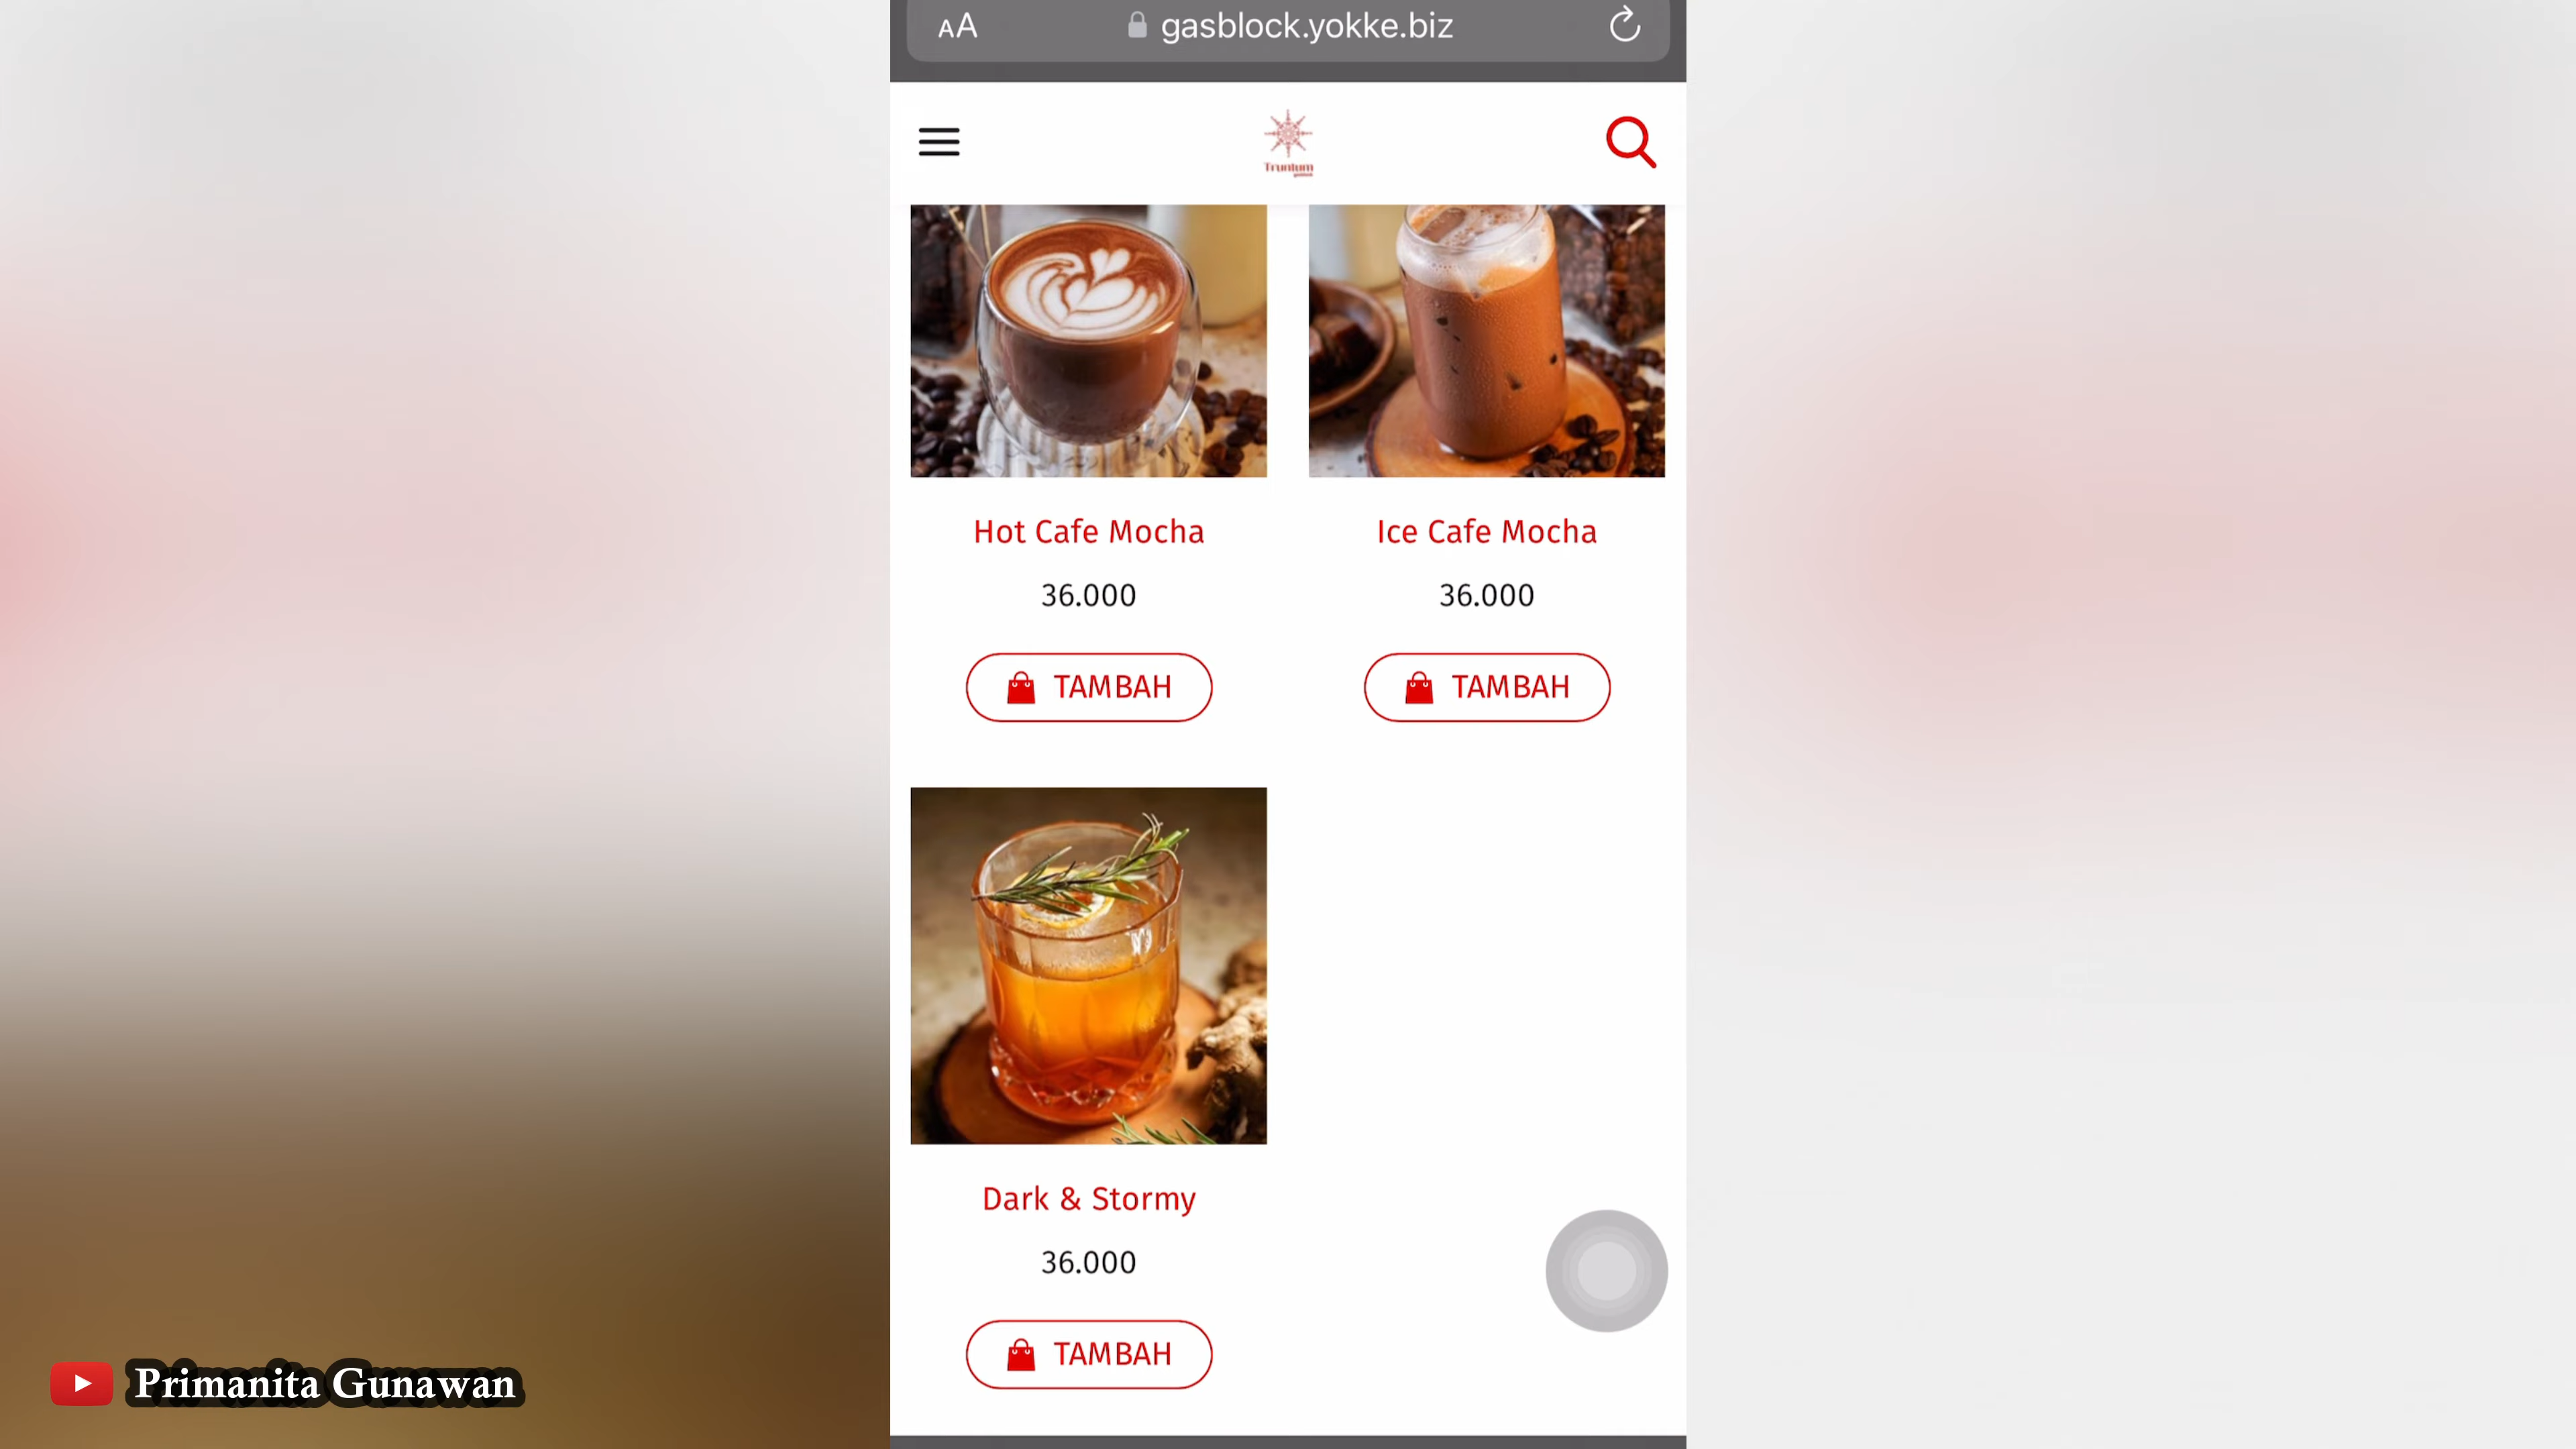 AA
gasblock.yokke.biz
Truntum
Hot Cafe Mocha
Ice Cafe Mocha
36.000
36.000
TAMBAH
TAMBAH
Dark & Stormy
36.000
TAMBAH
Primanita Gunawan